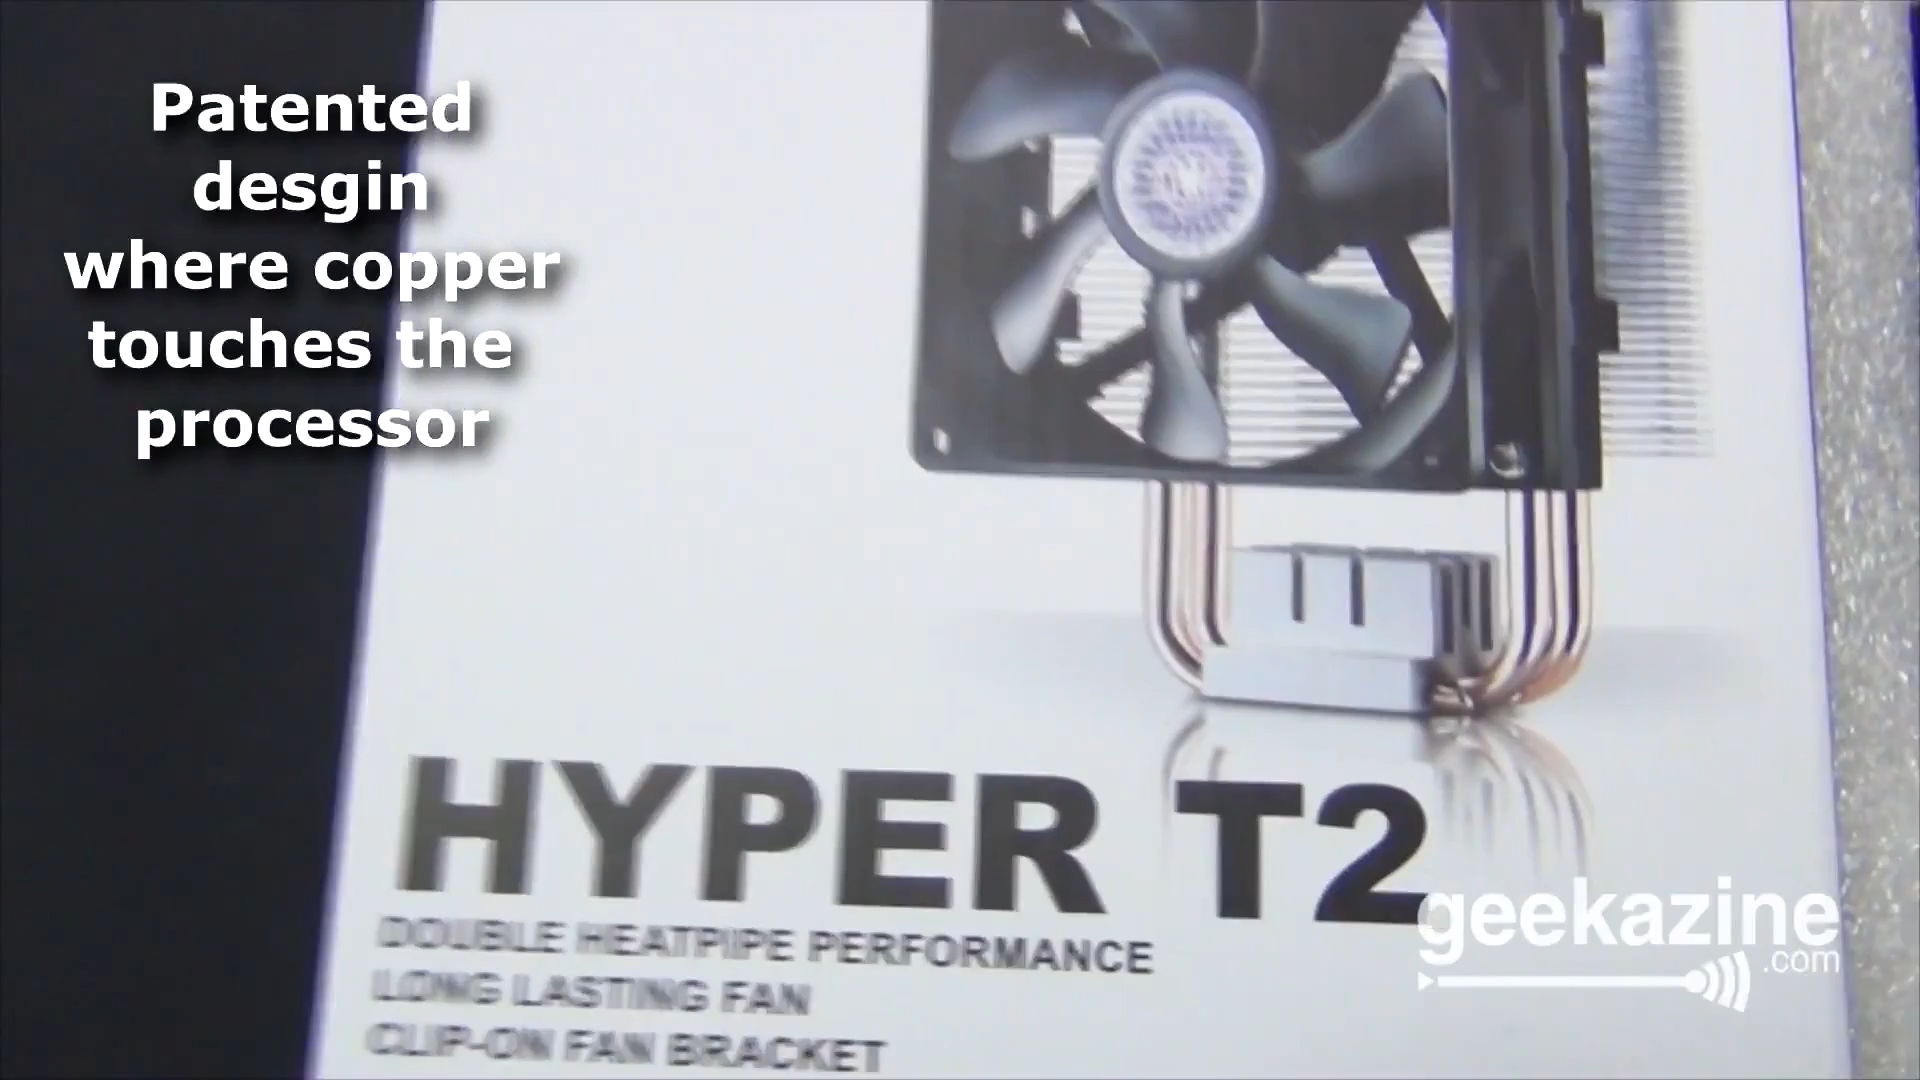 Patented
desgin
where copper
touches the
processor
HYPER T2
DOUBLE HEATPIPE PERFORMANCE
LONG LASTING FAN
CLIP-ON FAN BRACKET
geekazine
.com